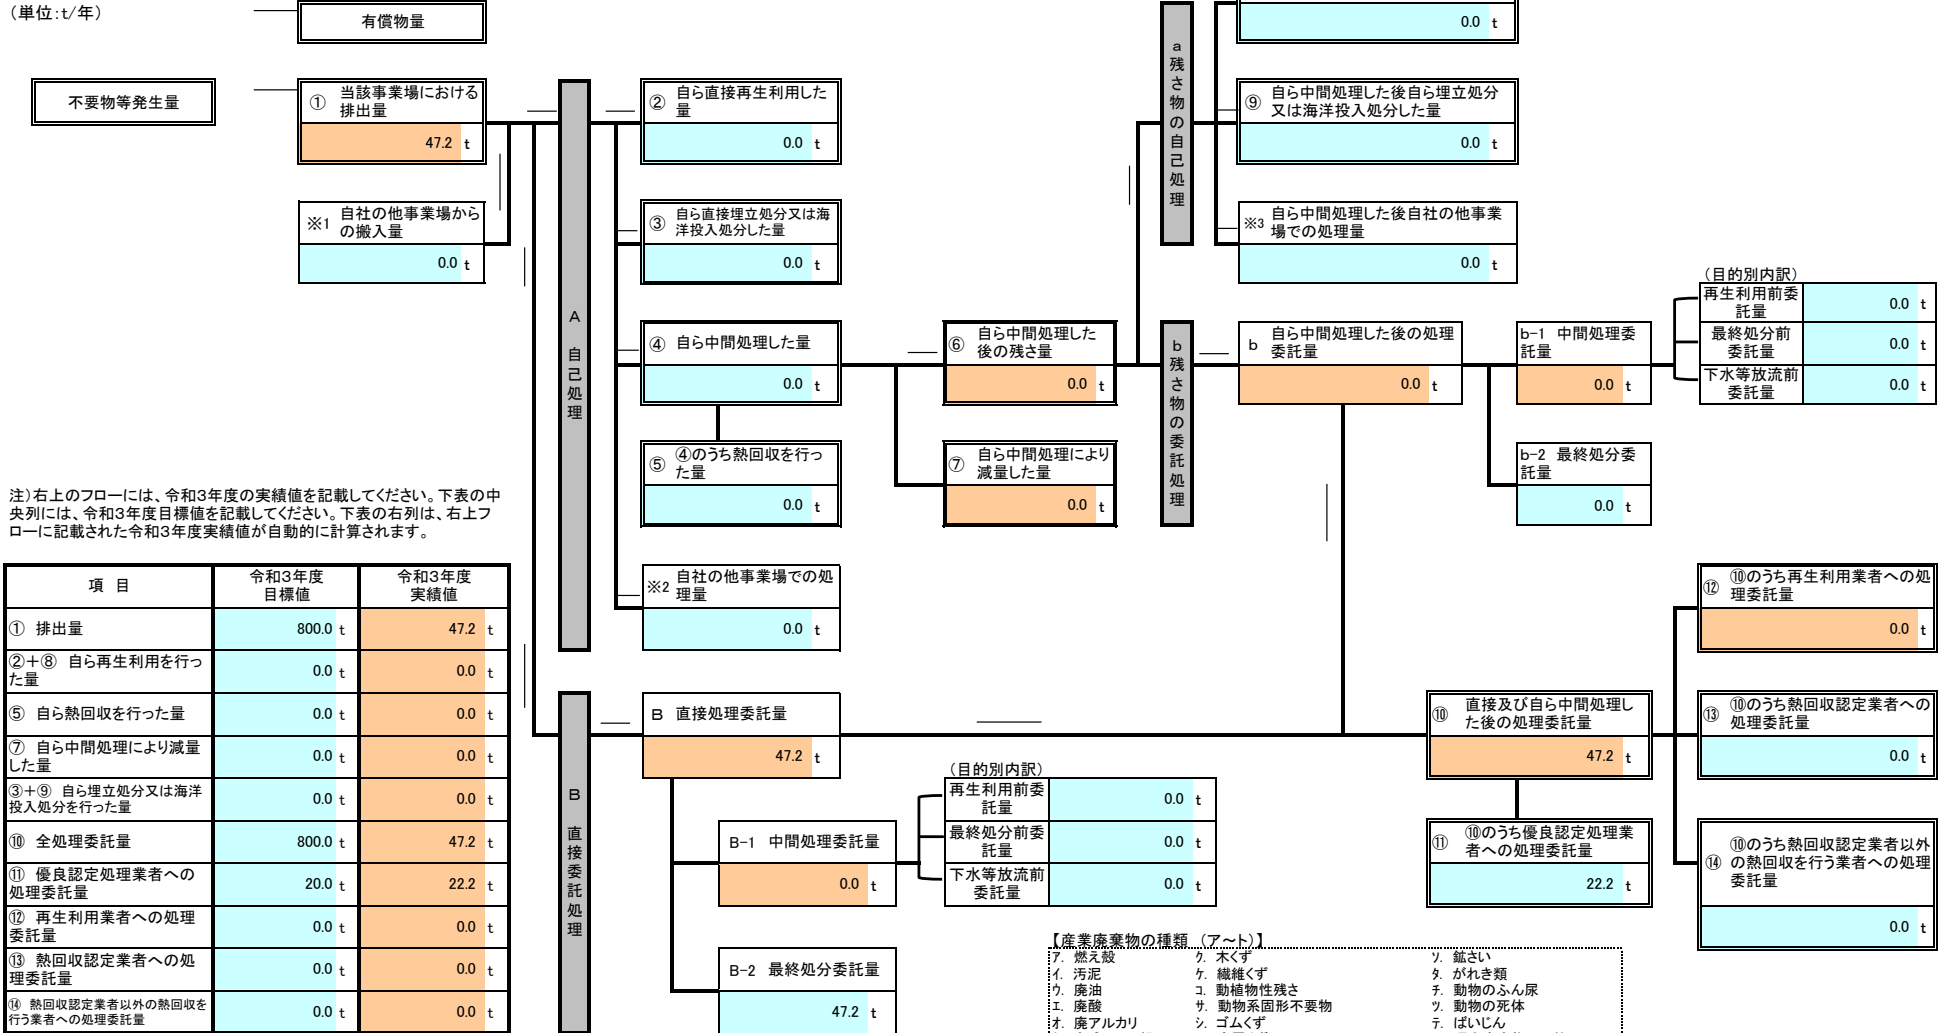 （単位:t/年）
有償物量
0.0 t
不要物等発生量
① 当該事業場における
排出量
47.2 t
※1 自社の他事業場から
の搬入量
0.0 t
A 自己処理
② 自ら直接再生利用した
量
0.0 t
③ 自ら直接埋立処分又は海
洋投入処分した量
0.0 t
④ 自ら中間処理した量
0.0 t
⑤ ④のうち熱回収を行っ
た量
0.0 t
※2 自社の他事業場での処
理量
0.0 t
⑥ 自ら中間処理した
後の残さ量
0.0 t
⑦ 自ら中間処理により
減量した量
0.0 t
a 残さ物の自己処理
⑨ 自ら中間処理した後自ら埋立処分
又は海洋投入処分した量
0.0 t
※3 自ら中間処理した後自社の他事業
場での処理量
0.0 t
b 残さ物の委託処理
b 自ら中間処理した後の処理
委託量
0.0 t
b-1 中間処理委
託量
0.0 t
b-2 最終処分委
託量
0.0 t
（目的別内訳）
再生利用前委
託量 0.0 t
最終処分前
委託量 0.0 t
下水等放流前
委託量 0.0 t
注）右上のフローには、令和3年度の実績値を記載してください。下表の中
央列には、令和3年度目標値を記載してください。下表の右列は、右上フ
ローに記載された令和3年度実績値が自動的に計算されます。
項 目 令和3年度
目標値 令和3年度
実績値
① 排出量 800.0 t 47.2 t
②＋⑧ 自ら再生利用を行っ
た量 0.0 t 0.0 t
⑤ 自ら熱回収を行った量 0.0 t 0.0 t
⑦ 自ら中間処理により減量
した量 0.0 t 0.0 t
③＋⑨ 自ら埋立処分又は海洋
投入処分を行った量 0.0 t 0.0 t
⑩ 全処理委託量 800.0 t 47.2 t
⑪ 優良認定処理業者への
処理委託量 20.0 t 22.2 t
⑫ 再生利用業者への処理
委託量 0.0 t 0.0 t
⑬ 熱回収認定業者への処
理委託量 0.0 t 0.0 t
⑭ 熱回収認定業者以外の熱回収を
行う業者への処理委託量 0.0 t 0.0 t
B 直接委託処理
B 直接処理委託量
47.2 t
B-1 中間処理委託量
0.0 t
B-2 最終処分委託量
47.2 t
（目的別内訳）
再生利用前委
託量 0.0 t
最終処分前委
託量 0.0 t
下水等放流前
委託量 0.0 t
⑩ 直接及び自ら中間処理し
た後の処理委託量
47.2 t
⑪ ⑩のうち優良認定処理業
者への処理委託量
22.2 t
⑫ ⑩のうち再生利用業者への処
理委託量
0.0 t
⑬ ⑩のうち熱回収認定業者への
処理委託量
0.0 t
⑭ ⑩のうち熱回収認定業者以外
の熱回収を行う業者への処理
委託量
0.0 t
【産業廃棄物の種類 （ア～ト）】
ア. 燃え殻 ク. 木くず ソ. 鉱さい
イ. 汚泥 ケ. 繊維くず タ. がれき類
ウ. 廃油 コ. 動植物性残さ チ. 動物のふん尿
エ. 廃酸 サ. 動物系固形不要物 ツ. 動物の死体
オ. 廃アルカリ シ. ゴムくず テ. ばいじん